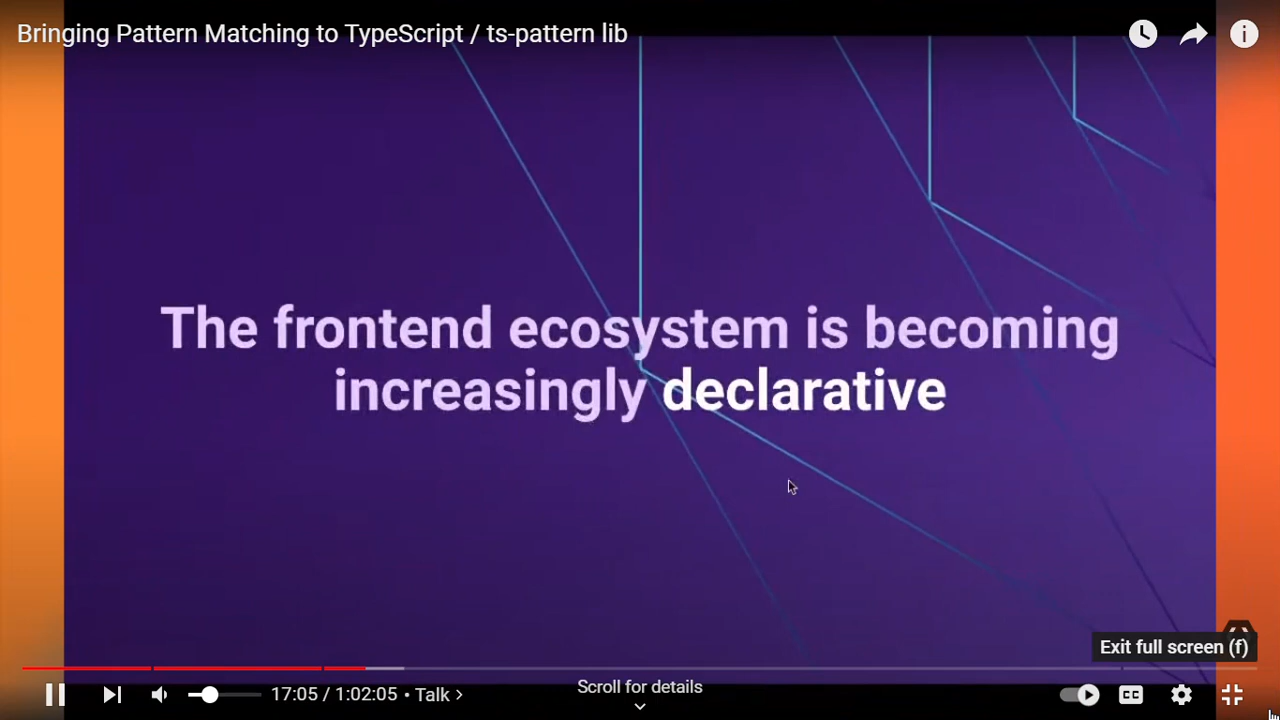 Bringing Pattern Matching to TypeScript / ts-pattern lib
The frontend ecosystem is becoming
increasingly declarative
Exit full screen (f)
17:05 / 1:02:05 • Talk >
Scroll for details
CC